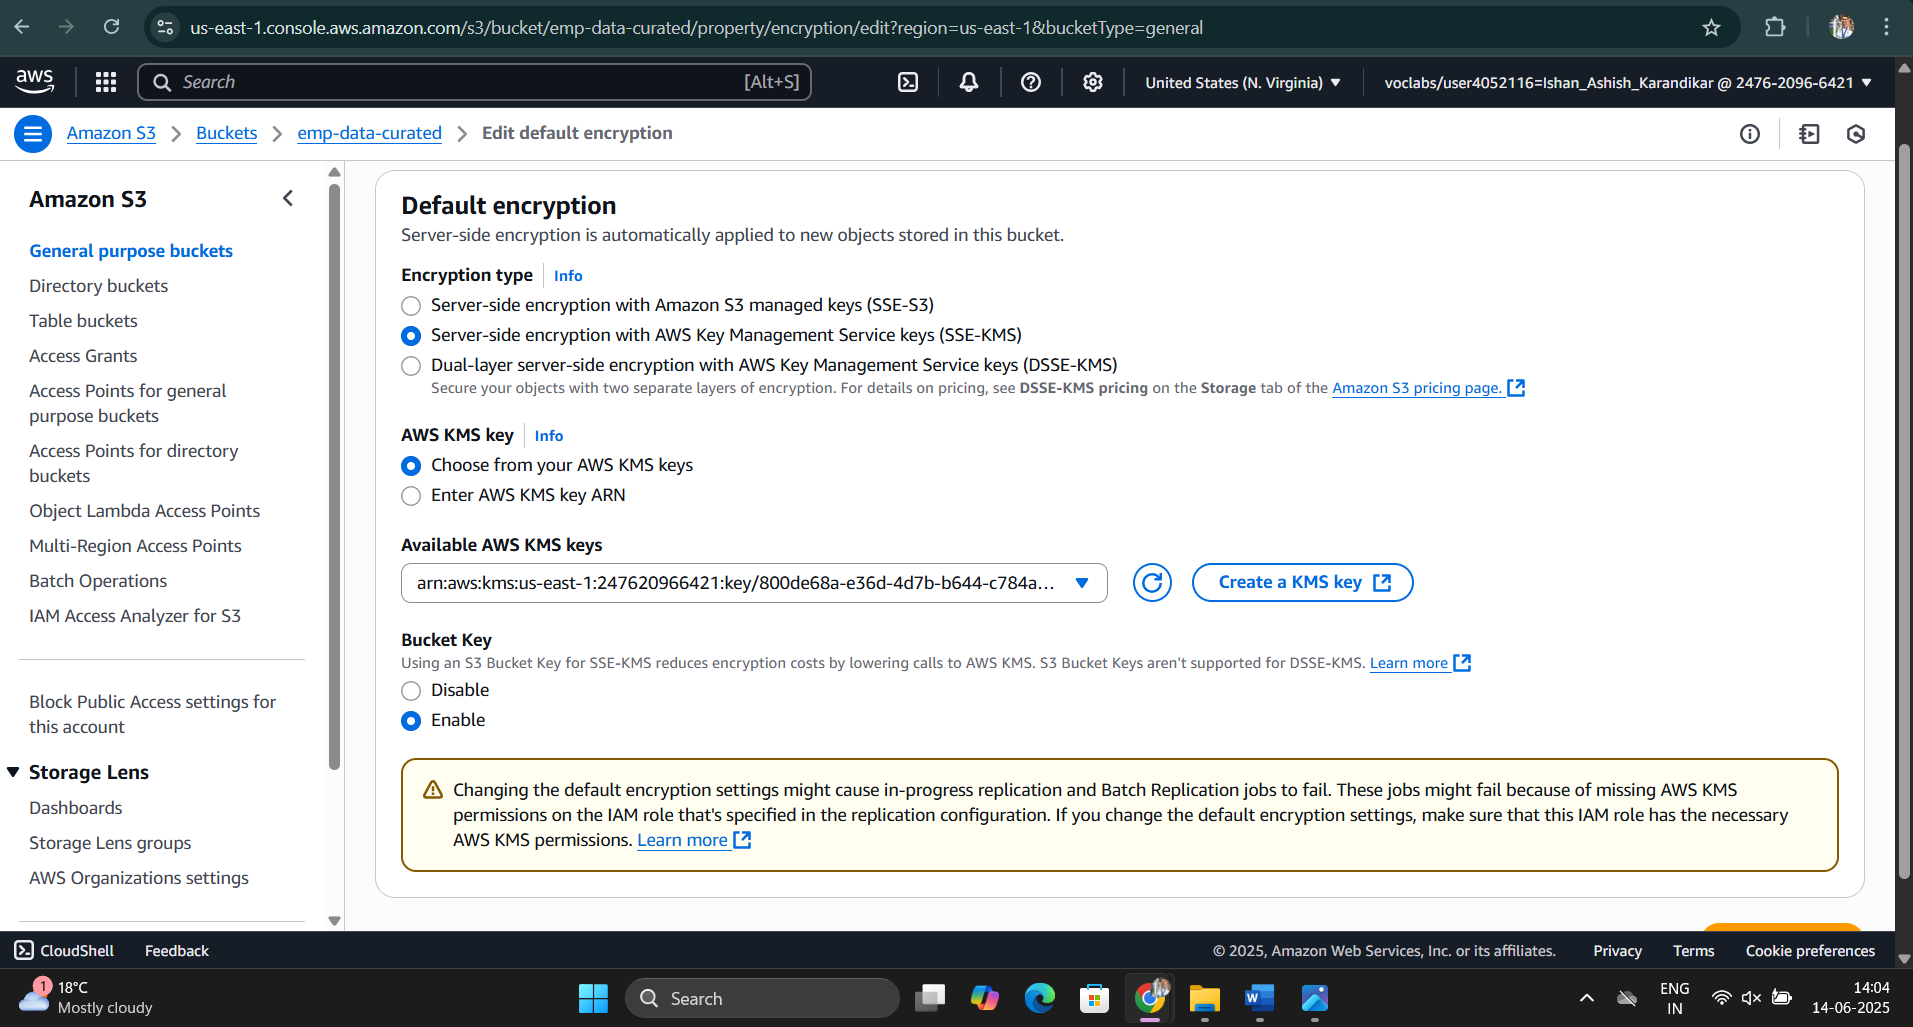 us-east-1.console.aws.amazon.com/s3/bucket/emp-data-curated/property/encryption/edit?region=us-east-1&bucketType=general
aws
Search
[Alt+S]
United States (N. Virginia)
voclabs/user4052116=Ishan_Ashish_Karandikar @ 2476-2096-6421
Amazon S3
Buckets
emp-data-curated
Edit default encryption
Amazon S3
General purpose buckets
Directory buckets
Table buckets
Access Grants
Access Points for general
purpose buckets
Access Points for directory
buckets
Object Lambda Access Points
Multi-Region Access Points
Batch Operations
IAM Access Analyzer for S3
Block Public Access settings for
this account
Storage Lens
Dashboards
Storage Lens groups
AWS Organizations settings
Default encryption
Server-side encryption is automatically applied to new objects stored in this bucket.
Encryption type
Info
Server-side encryption with Amazon S3 managed keys (SSE-S3)
Server-side encryption with AWS Key Management Service keys (SSE-KMS)
Dual-layer server-side encryption with AWS Key Management Service keys (DSSE-KMS)
Secure your objects with two separate layers of encryption. For details on pricing, see DSSE-KMS pricing on the Storage tab of the Amazon S3 pricing page.
AWS KMS key
Info
Choose from your AWS KMS keys
Enter AWS KMS key ARN
Available AWS KMS keys
arn:aws:kms:us-east-1:247620966421:key/800de68a-e36d-4d7b-b644-c784a...
Create a KMS key
Bucket Key
Using an S3 Bucket Key for SSE-KMS reduces encryption costs by lowering calls to AWS KMS. S3 Bucket Keys aren't supported for DSSE-KMS. Learn more
Disable
Enable
Changing the default encryption settings might cause in-progress replication and Batch Replication jobs to fail. These jobs might fail because of missing AWS KMS
permissions on the IAM role that's specified in the replication configuration. If you change the default encryption settings, make sure that this IAM role has the necessary
AWS KMS permissions. Learn more
CloudShell
Feedback
© 2025, Amazon Web Services, Inc. or its affiliates.
Privacy
Terms
Cookie preferences
1
18°C
Mostly cloudy
Search
W
ENG
IN
14:04
14-06-2025